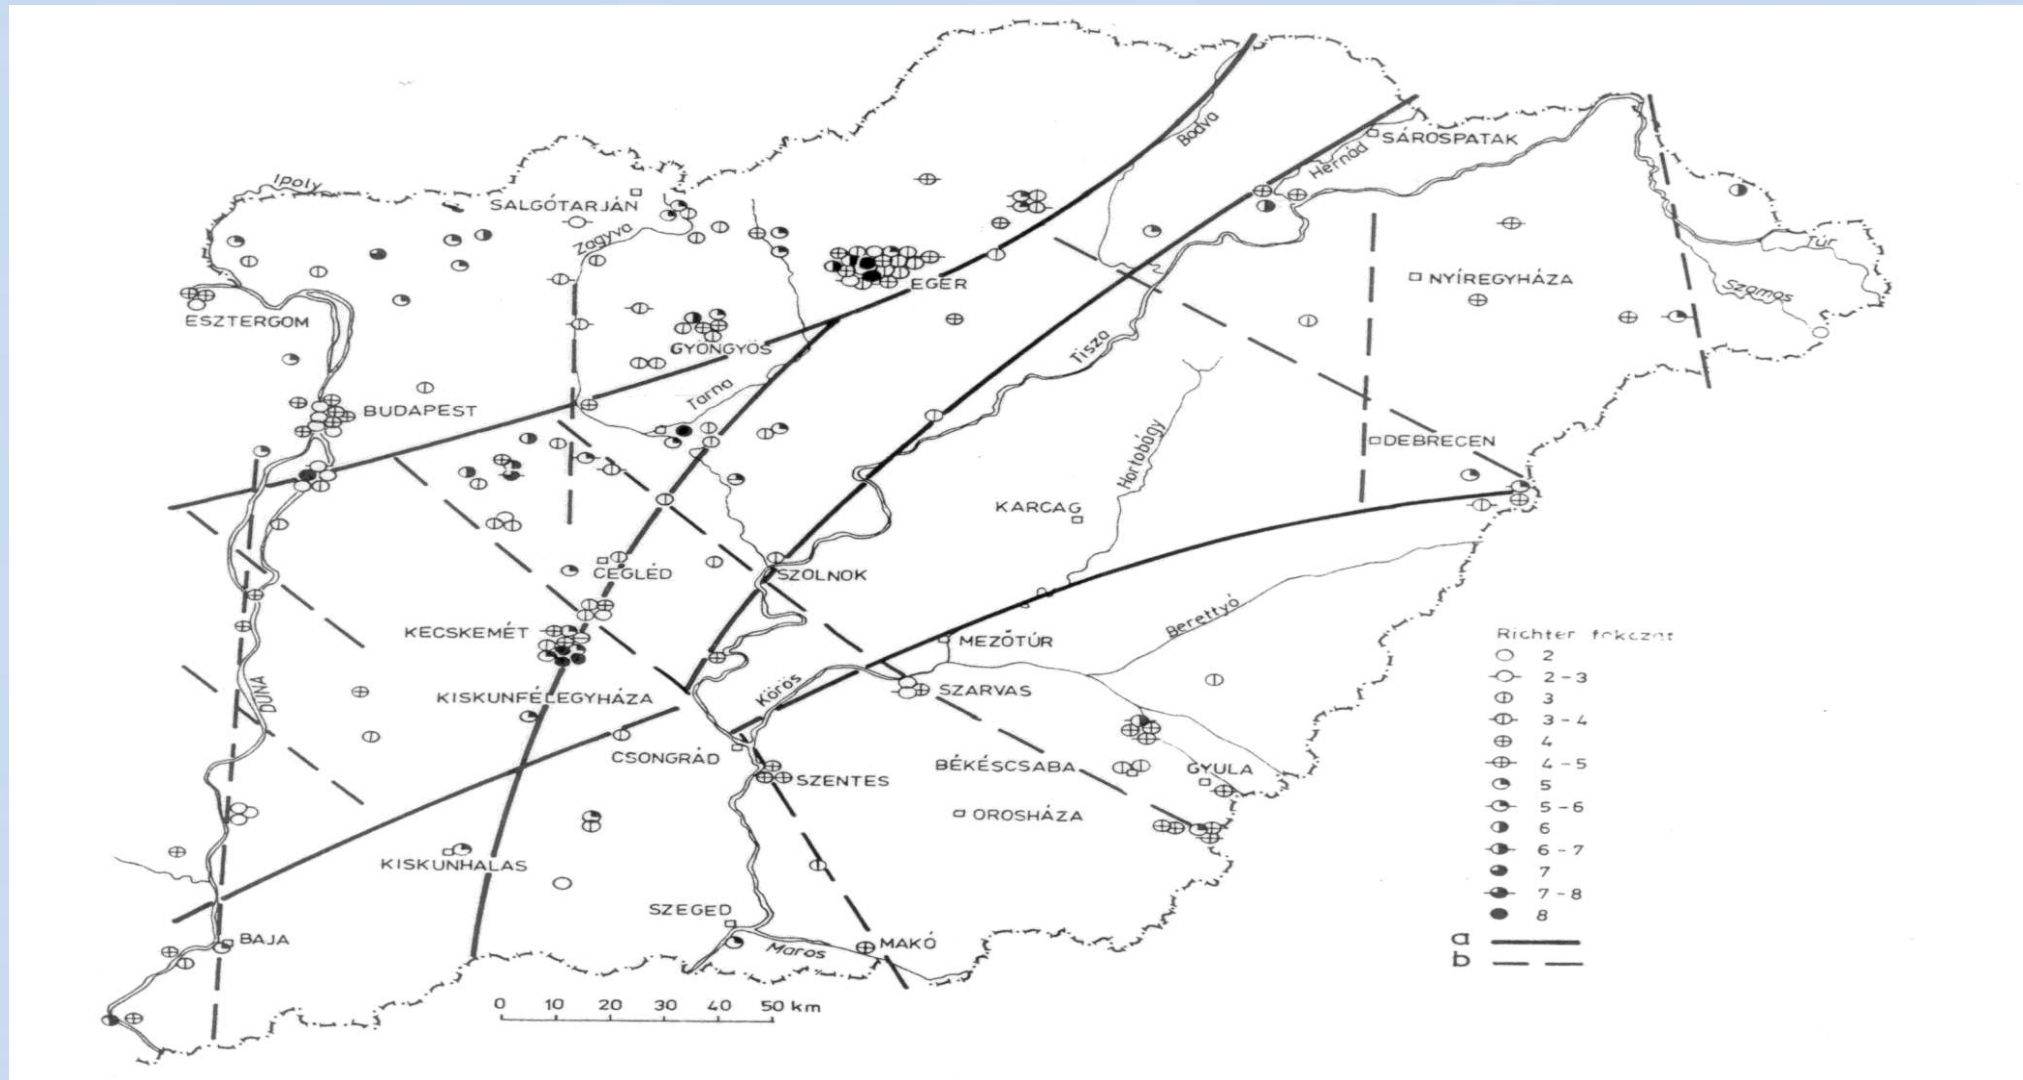 Bódva
SÁROSPATAK
Hernád
Ipoly
SALGÓTARJÁN
Zagyva
Túr
EGER
NYÍREGYHÁZA
Szamos
ESZTERGOM
GYÖNGYÖS
Tisza
Tarna
BUDAPEST
DEBRECEN
Hortobágy
KARCAG
CEGLÉD
SZOLNOK
Berettyó
KECSKEMÉT
MEZŐTÚR
Richter fokozat
2
2-3
3
3-4
4
4-5
5
5-6
6
6-7
7
7-8
8
a
b
DUNA
KISKUNFÉLEGYHÁZA
Körös
SZARVAS
CSONGRÁD
BÉKÉSCSABA
GYULA
SZENTES
OROSHÁZA
KISKUNHALAS
SZEGED
BAJA
Maros
MAKÓ
0 10 20 30 40 50 km